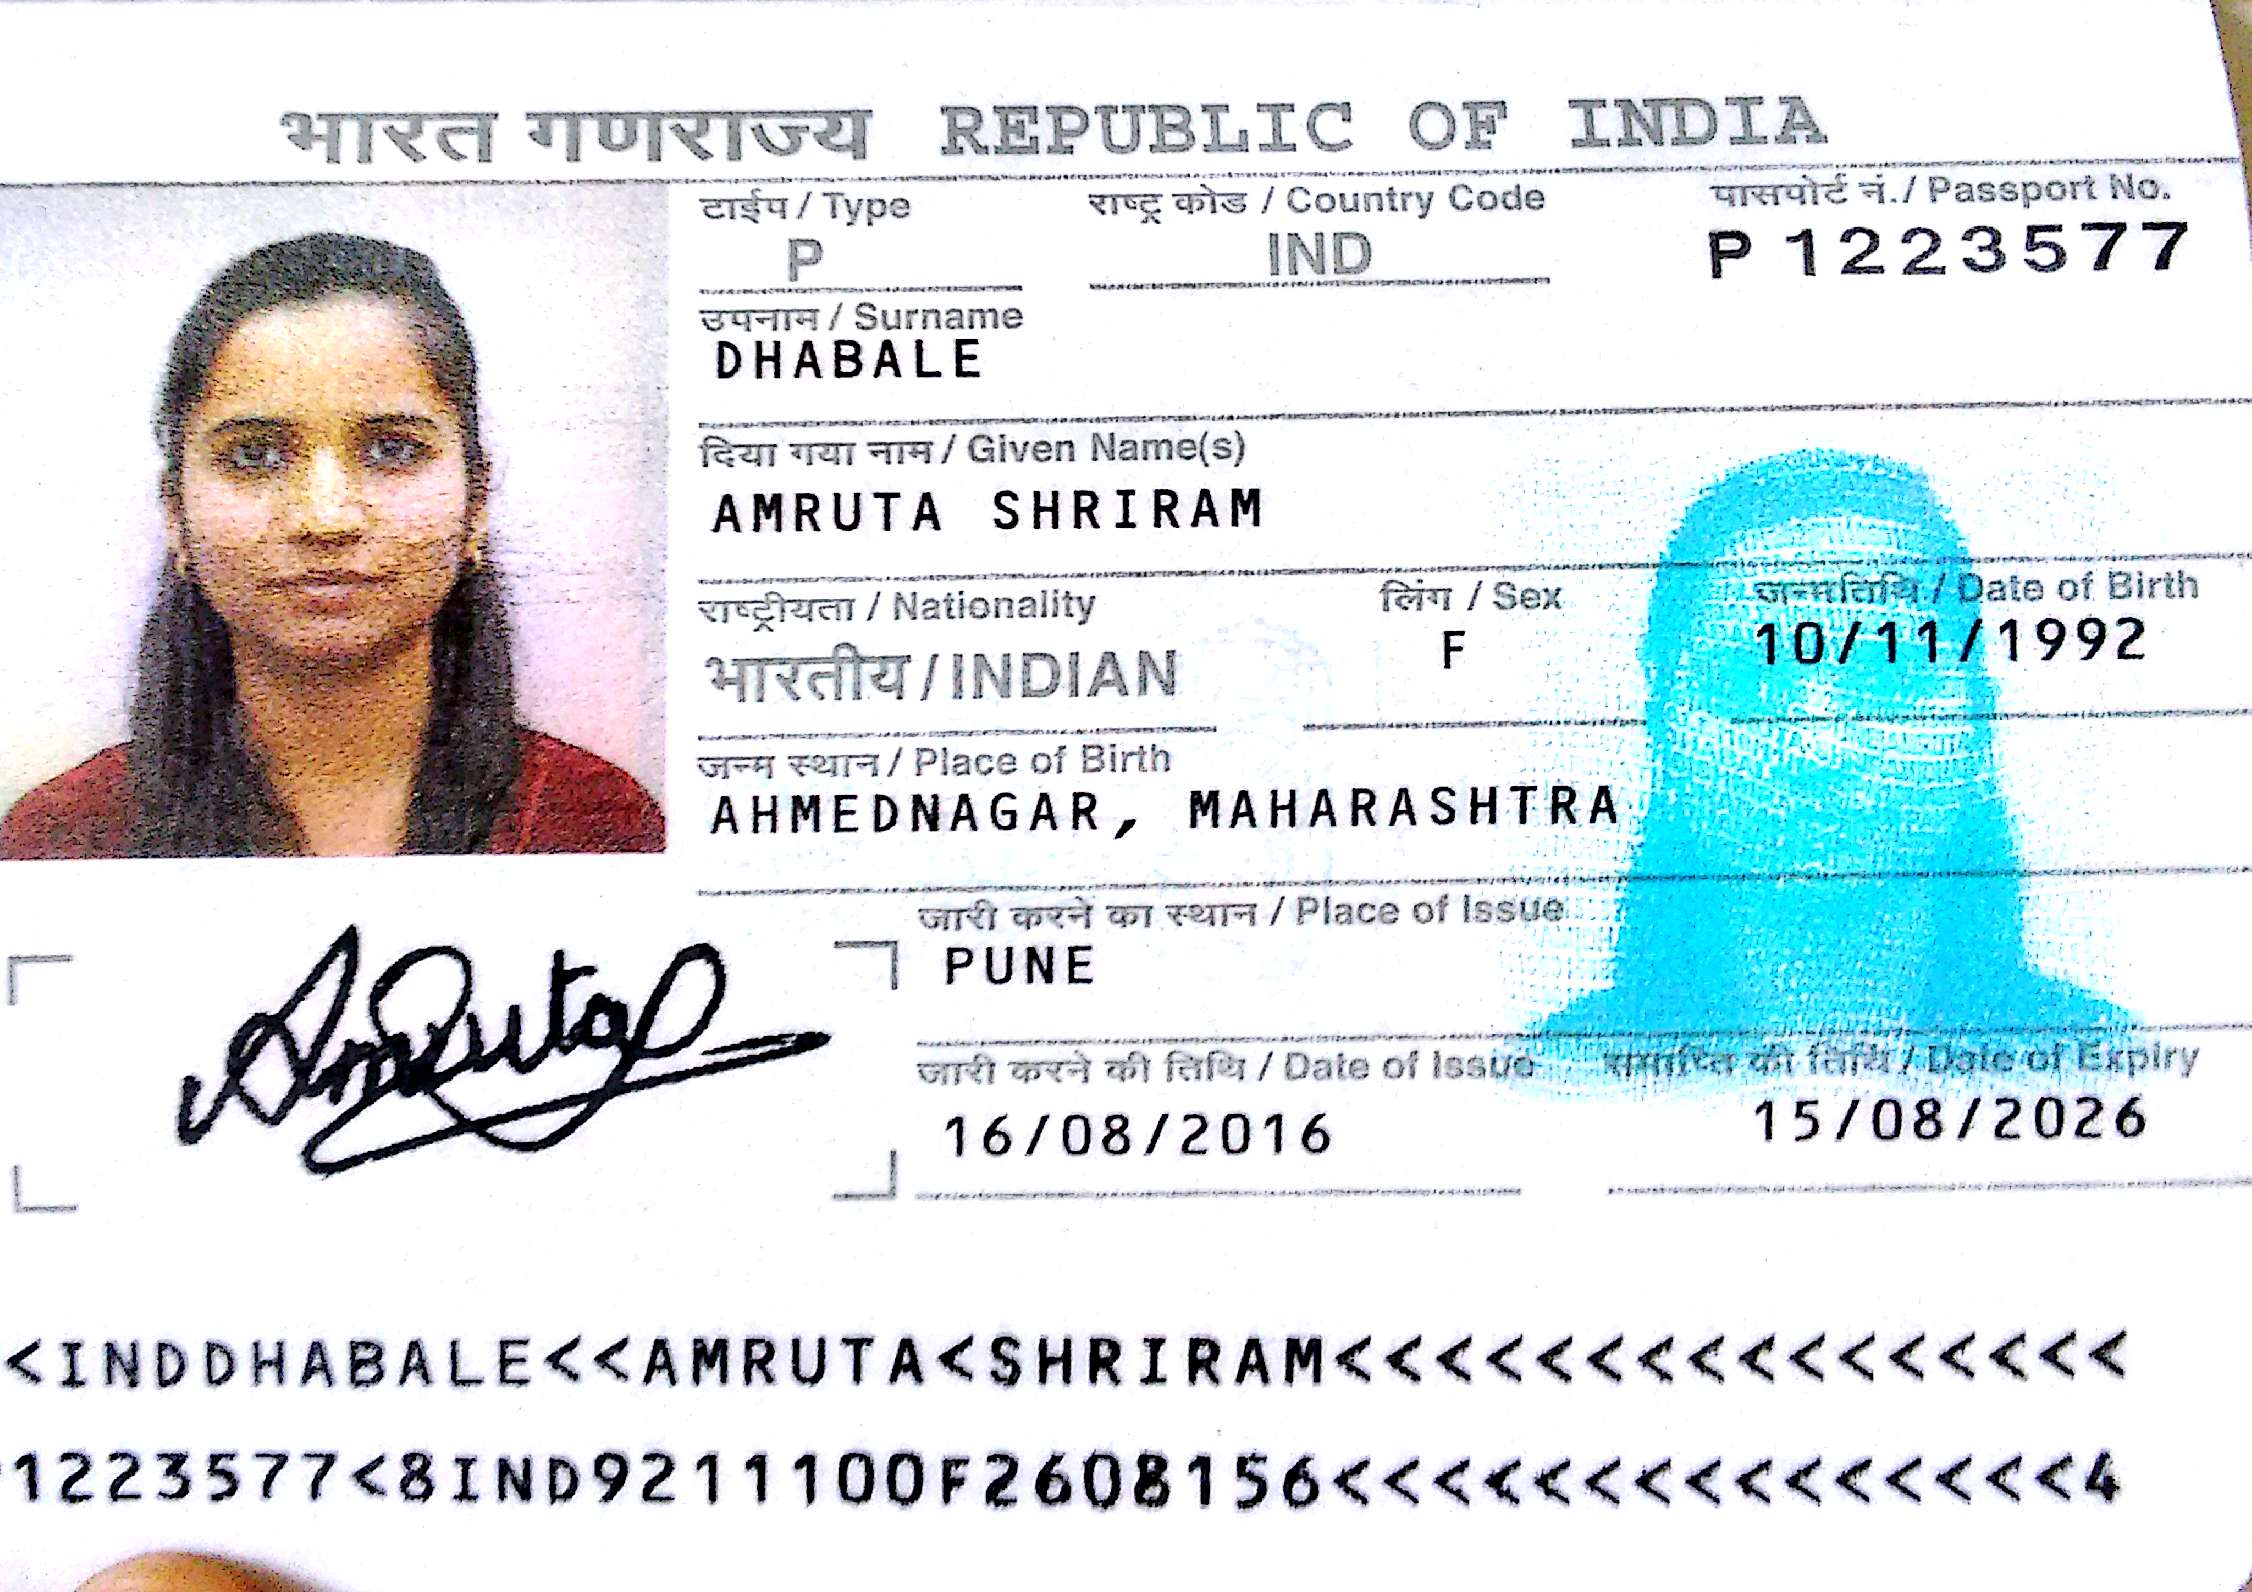 भारत गणराज्य REPUBLIC OF INDIA
टाईप / Type राष्ट्र कोड / Country Code पासपोर्ट नं. / Passport No.
P IND P 1223577
उपनाम / Surname
DHABALE
दिया गया नाम / Given Name(s)
AMRUTA SHRIRAM
राष्ट्रीयता / Nationality लिंग / Sex जन्मतिथि / Date of Birth
भारतीय / INDIAN F 10/11/1992
जन्म स्थान / Place of Birth
AHMEDNAGAR, MAHARASHTRA
जारी करने का स्थान / Place of Issue
PUNE
Amruta
जारी करने की तिथि / Date of Issue समाप्ति की तिथि / Date of Expiry
16/08/2016 15/08/2026
<INDDHABALE<<AMRUTA<SHRIRAM<<<<<<<<<<<<<<<<
1223577<8IND9211100F2608156<<<<<<<<<<<<<<<4